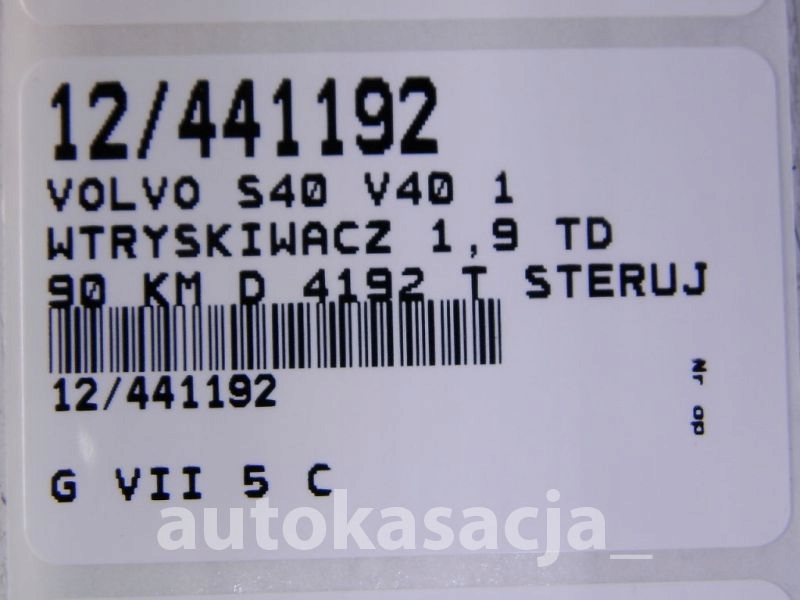 12/441192
VOLVO S40 V40 1
WTRYSKIWACZ 1,9 TD
90 KM D 4192 T STERUJ
12/441192
Nr op
G VII 5 C
autokasacja_